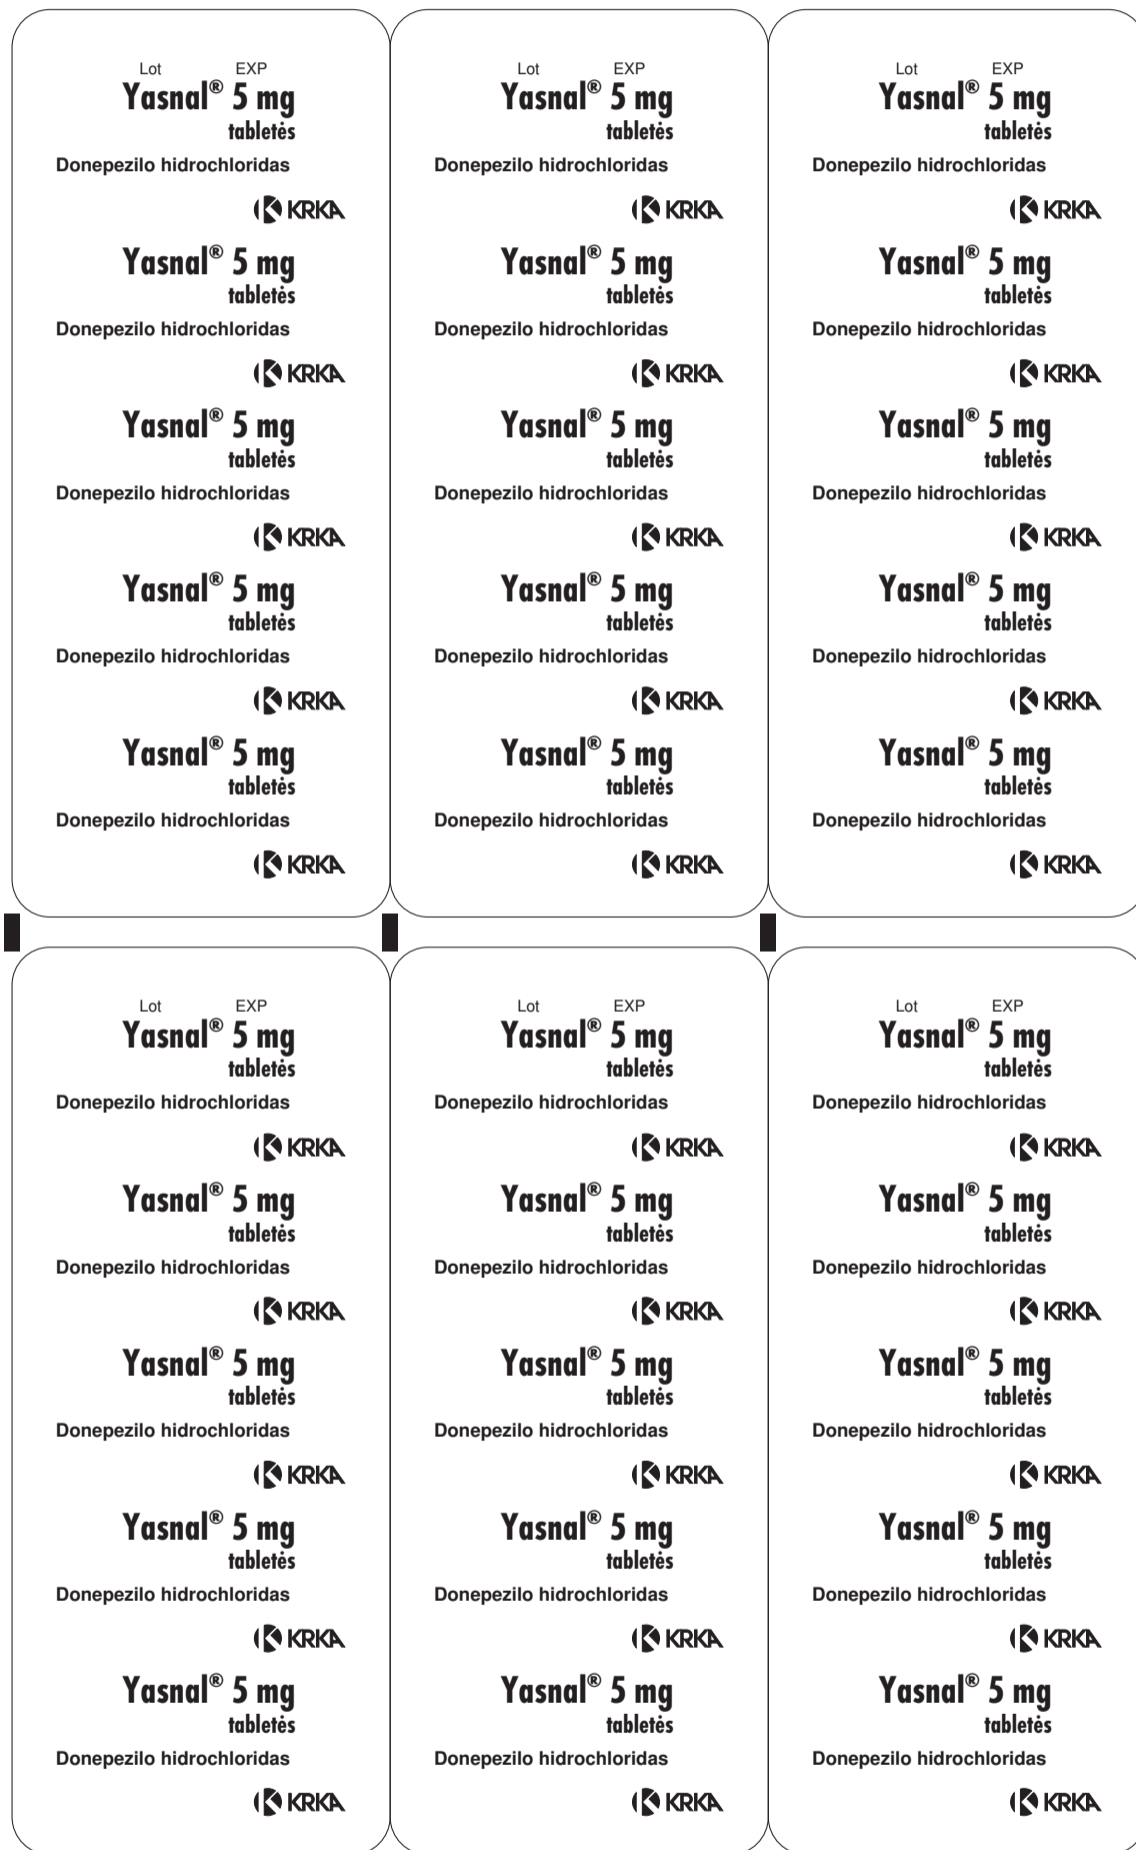 Lot EXP
Yasnal® 5 mg
tabletės
Donepezilo hidrochloridas
KRKA
Yasnal® 5 mg
tabletės
Donepezilo hidrochloridas
KRKA
Yasnal® 5 mg
tabletės
Donepezilo hidrochloridas
KRKA
Yasnal® 5 mg
tabletės
Donepezilo hidrochloridas
KRKA
Yasnal® 5 mg
tabletės
Donepezilo hidrochloridas
KRKA
Lot EXP
Yasnal® 5 mg
tabletės
Donepezilo hidrochloridas
KRKA
Yasnal® 5 mg
tabletės
Donepezilo hidrochloridas
KRKA
Yasnal® 5 mg
tabletės
Donepezilo hidrochloridas
KRKA
Yasnal® 5 mg
tabletės
Donepezilo hidrochloridas
KRKA
Yasnal® 5 mg
tabletės
Donepezilo hidrochloridas
KRKA
Lot EXP
Yasnal® 5 mg
tabletės
Donepezilo hidrochloridas
KRKA
Yasnal® 5 mg
tabletės
Donepezilo hidrochloridas
KRKA
Yasnal® 5 mg
tabletės
Donepezilo hidrochloridas
KRKA
Yasnal® 5 mg
tabletės
Donepezilo hidrochloridas
KRKA
Yasnal® 5 mg
tabletės
Donepezilo hidrochloridas
KRKA
Lot EXP
Yasnal® 5 mg
tabletės
Donepezilo hidrochloridas
KRKA
Yasnal® 5 mg
tabletės
Donepezilo hidrochloridas
KRKA
Yasnal® 5 mg
tabletės
Donepezilo hidrochloridas
KRKA
Yasnal® 5 mg
tabletės
Donepezilo hidrochloridas
KRKA
Yasnal® 5 mg
tabletės
Donepezilo hidrochloridas
KRKA
Lot EXP
Yasnal® 5 mg
tabletės
Donepezilo hidrochloridas
KRKA
Yasnal® 5 mg
tabletės
Donepezilo hidrochloridas
KRKA
Yasnal® 5 mg
tabletės
Donepezilo hidrochloridas
KRKA
Yasnal® 5 mg
tabletės
Donepezilo hidrochloridas
KRKA
Yasnal® 5 mg
tabletės
Donepezilo hidrochloridas
KRKA
Lot EXP
Yasnal® 5 mg
tabletės
Donepezilo hidrochloridas
KRKA
Yasnal® 5 mg
tabletės
Donepezilo hidrochloridas
KRKA
Yasnal® 5 mg
tabletės
Donepezilo hidrochloridas
KRKA
Yasnal® 5 mg
tabletės
Donepezilo hidrochloridas
KRKA
Yasnal® 5 mg
tabletės
Donepezilo hidrochloridas
KRKA